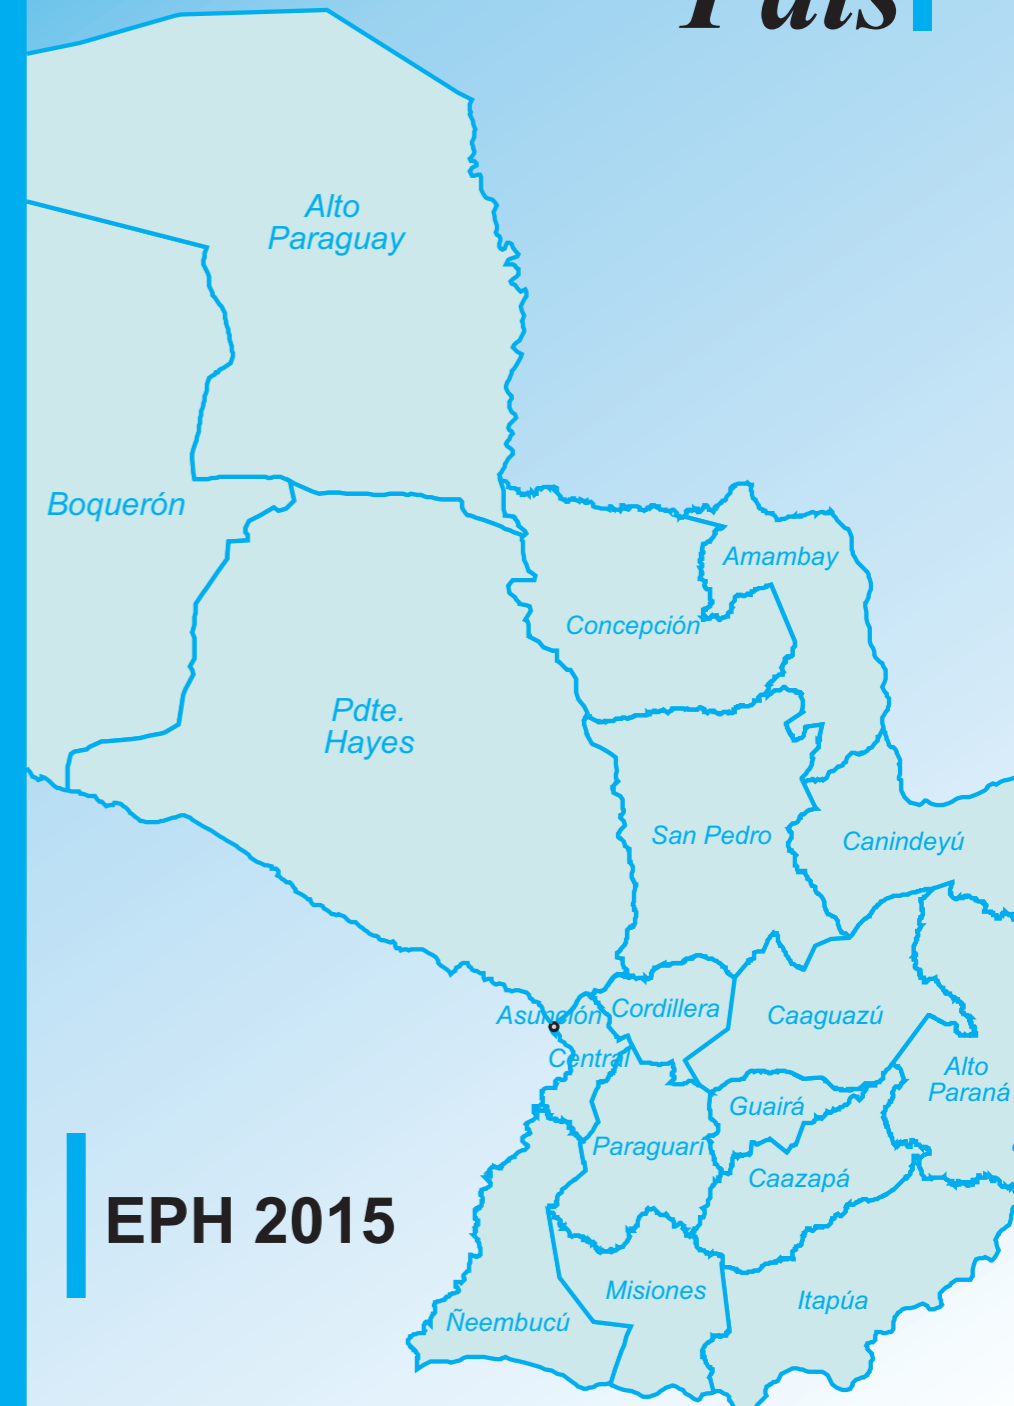 País
Alto
Paraguay
Boquerón
Amambay
Concepción
Pdte.
Hayes
San Pedro
Canindeyú
Asunción
Cordillera
Caaguazú
Central
Alto
Paraná
Guairá
Paraguarí
Caazapá
EPH 2015
Misiones
Itapúa
Ñeembucú